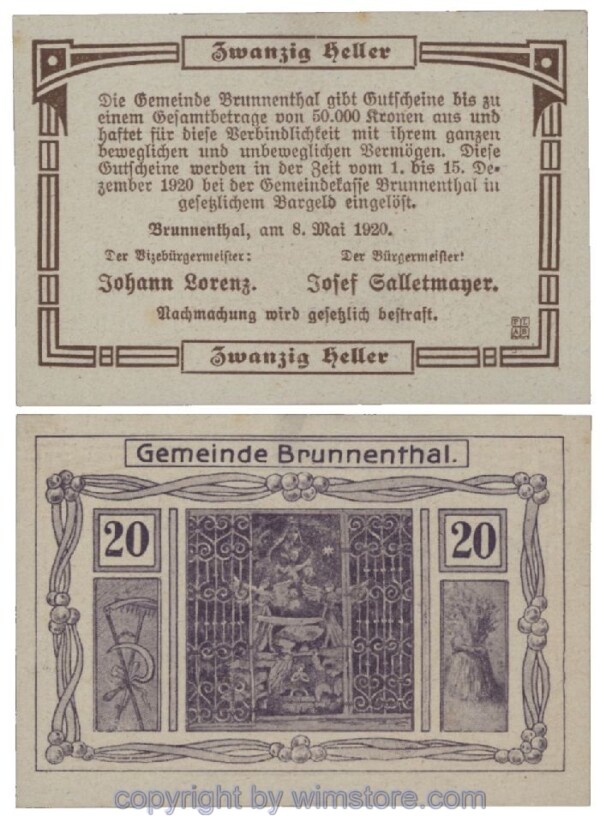 Zwanzig Heller
Die Gemeinde Brunnenthal gibt Gutscheine bis zu
einem Gesamtbetrage von 50.000 Kronen aus und
haftet für diese Verbindlichkeit mit ihrem ganzen
beweglichen und unbeweglichen Vermögen. Diese
Gutscheine werden in der Zeit vom 1. bis 15. De-
zember 1920 bei der Gemeindekasse Brunnenthal in
gesetzlichem Bargeld eingelöst.
Brunnenthal, am 8. Mai 1920.
Der Vizebürgermeister: Der Bürgermeister:
Johann Lorenz. Josef Salletmayer.
Nachmachung wird gesetzlich bestraft.
Zwanzig Heller
Gemeinde Brunnenthal.
20 20
copyright by wimstore.com